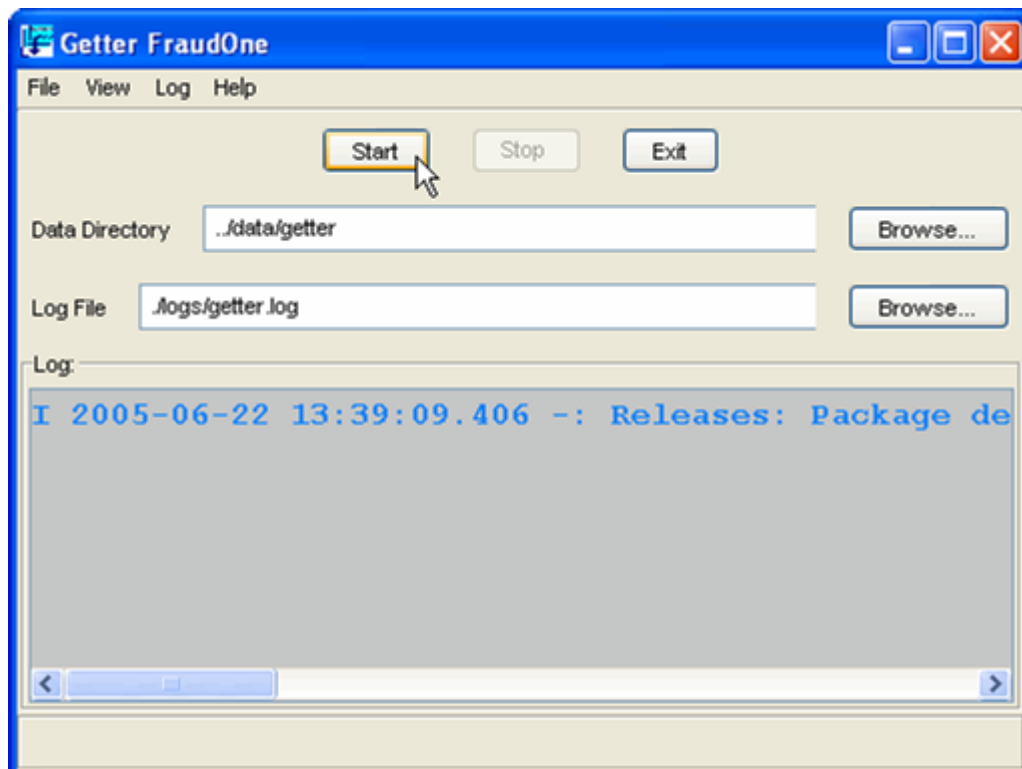 Getter FraudOne
File View Log Help
Start Stop Exit
Data Directory ../data/getter Browse...
Log File ./logs/getter.log Browse...
Log:
I 2005-06-22 13:39:09.406 -: Releases: Package de